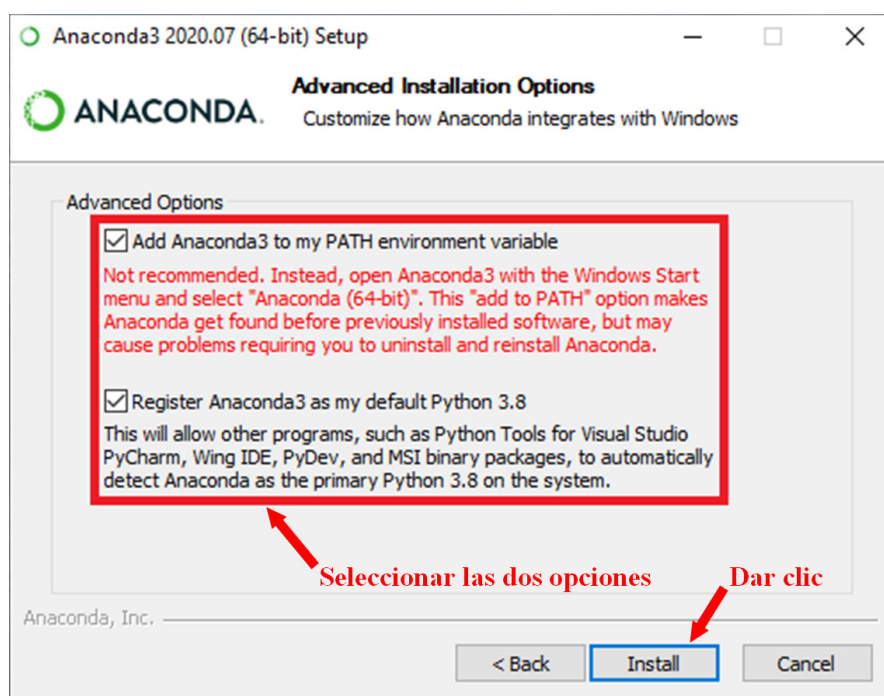 Anaconda3 2020.07 (64-bit) Setup
ANACONDA.
Advanced Installation Options
Customize how Anaconda integrates with Windows
Advanced Options
Add Anaconda3 to my PATH environment variable
Not recommended. Instead, open Anaconda3 with the Windows Start
menu and select "Anaconda (64-bit)". This "add to PATH" option makes
Anaconda get found before previously installed software, but may
cause problems requiring you to uninstall and reinstall Anaconda.
Register Anaconda3 as my default Python 3.8
This will allow other programs, such as Python Tools for Visual Studio
PyCharm, Wing IDE, PyDev, and MSI binary packages, to automatically
detect Anaconda as the primary Python 3.8 on the system.
Seleccionar las dos opciones
Dar clic
Anaconda, Inc.
< Back
Install
Cancel